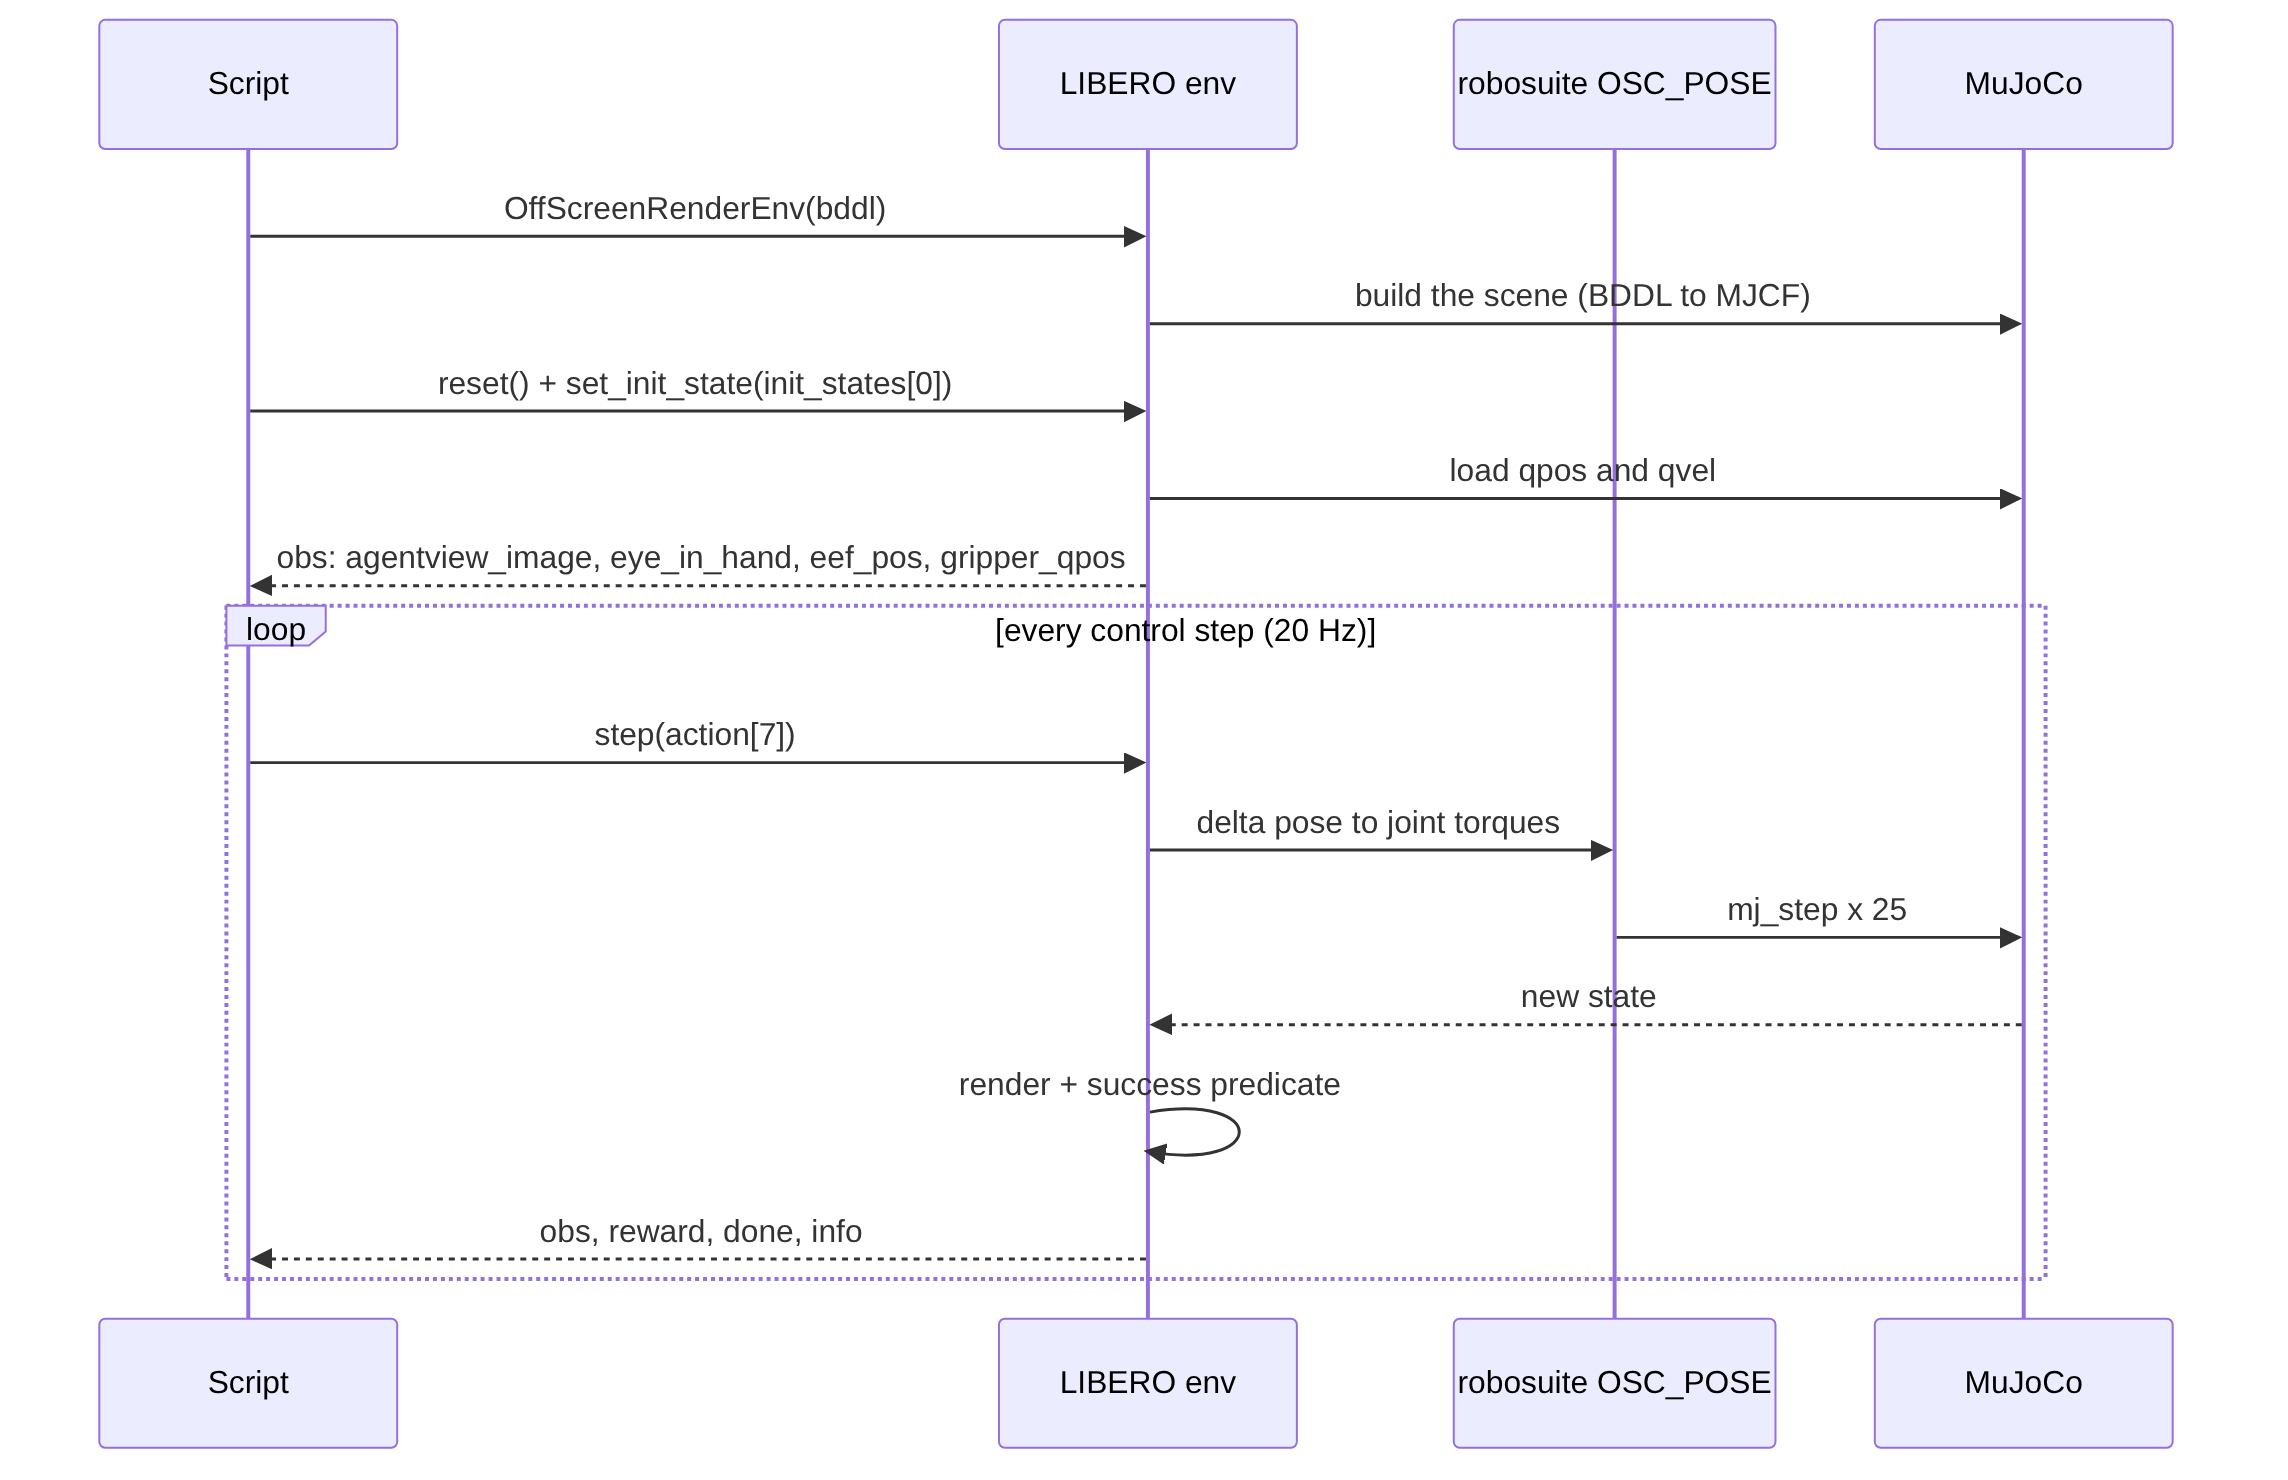 Script
LIBERO env
robosuite OSC_POSE
MuJoCo
OffScreenRenderEnv(bddl)
build the scene (BDDL to MJCF)
reset() + set_init_state(init_states[0])
load qpos and qvel
obs: agentview_image, eye_in_hand, eef_pos, gripper_qpos
loop
[every control step (20 Hz)]
step(action[7])
delta pose to joint torques
mj_step x 25
new state
render + success predicate
obs, reward, done, info
Script
LIBERO env
robosuite OSC_POSE
MuJoCo